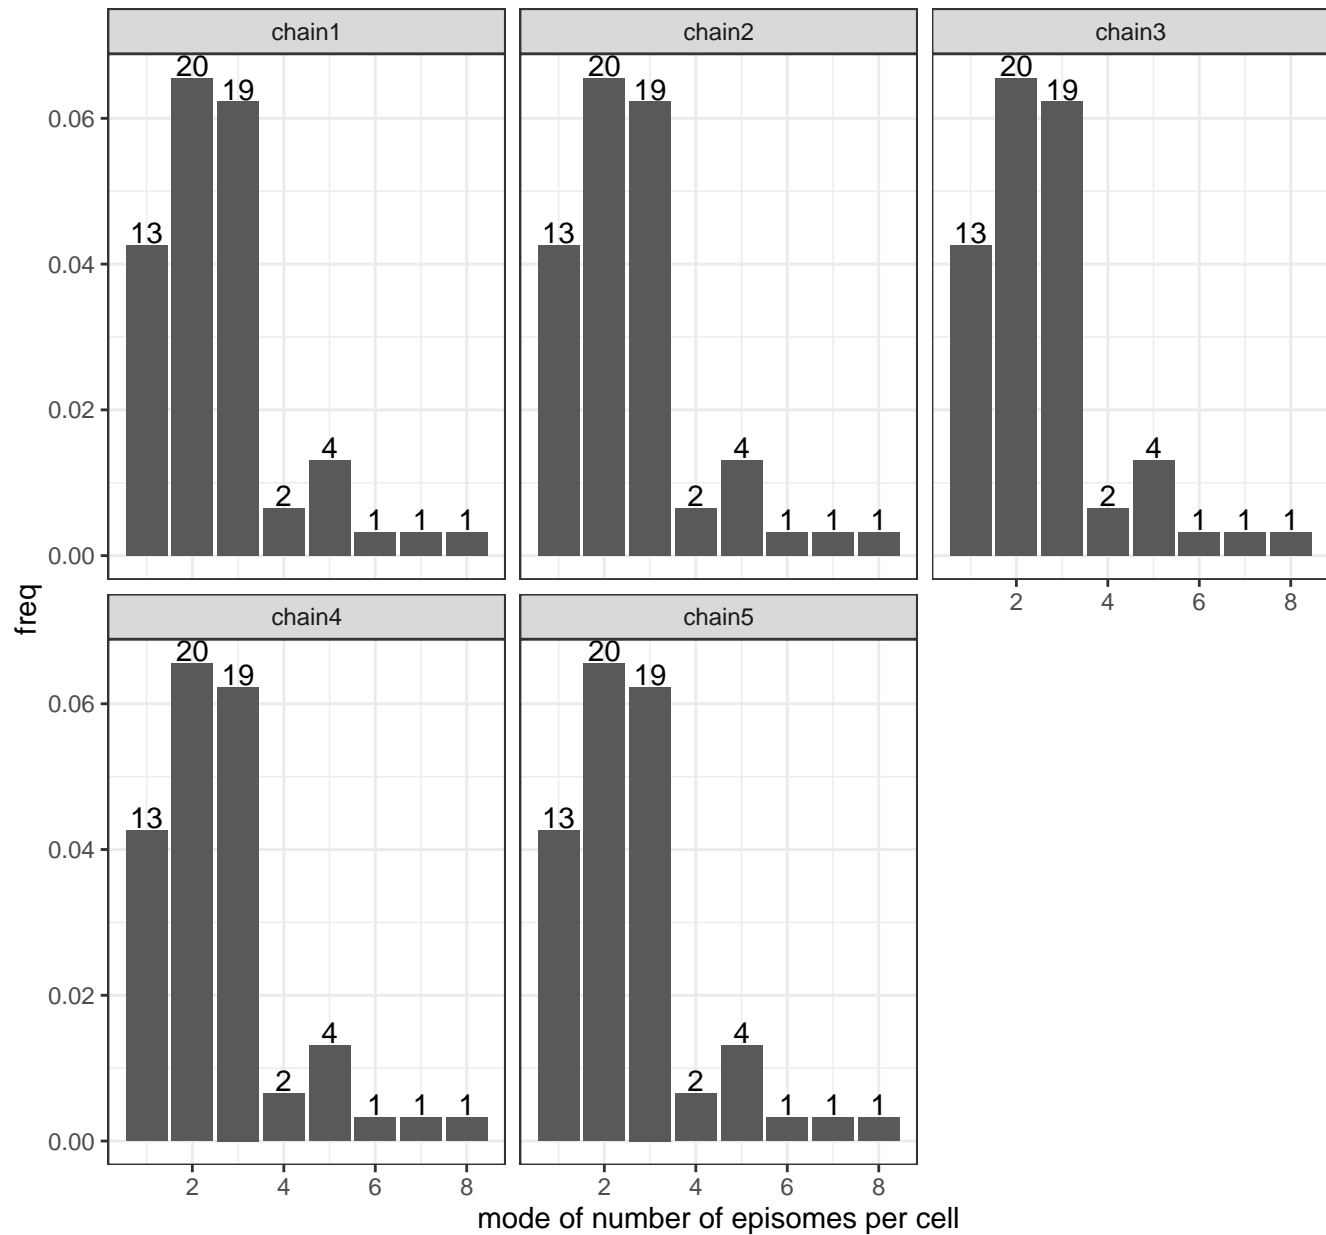 chain1 chain2 chain3
20 20 20
19 19 19
0.06
13 13 13
0.04
0.02
4 4 4
2 2 2
1 1 1 1 1 1 1 1 1
0.00
2 4 6 8
freq
chain4 chain5
20 20
19 19
0.06
13 13
0.04
0.02
4 4
2 2
1 1 1 1 1 1
0.00
2 4 6 8 2 4 6 8
mode of number of episomes per cell